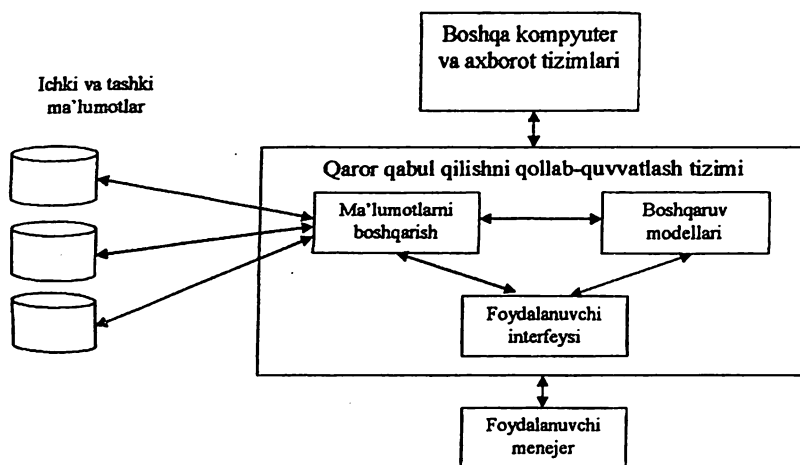 Boshqa kompyuter
va axborot tizimlari
Ichki va tashki
ma'lumotlar
Qaror qabul qilishni qollab-quvvatlash tizimi
Ma'lumotlarni
boshqarish
Boshqaruv
modellari
Foydalanuvchi
interfeysi
Foydalanuvchi
menejer